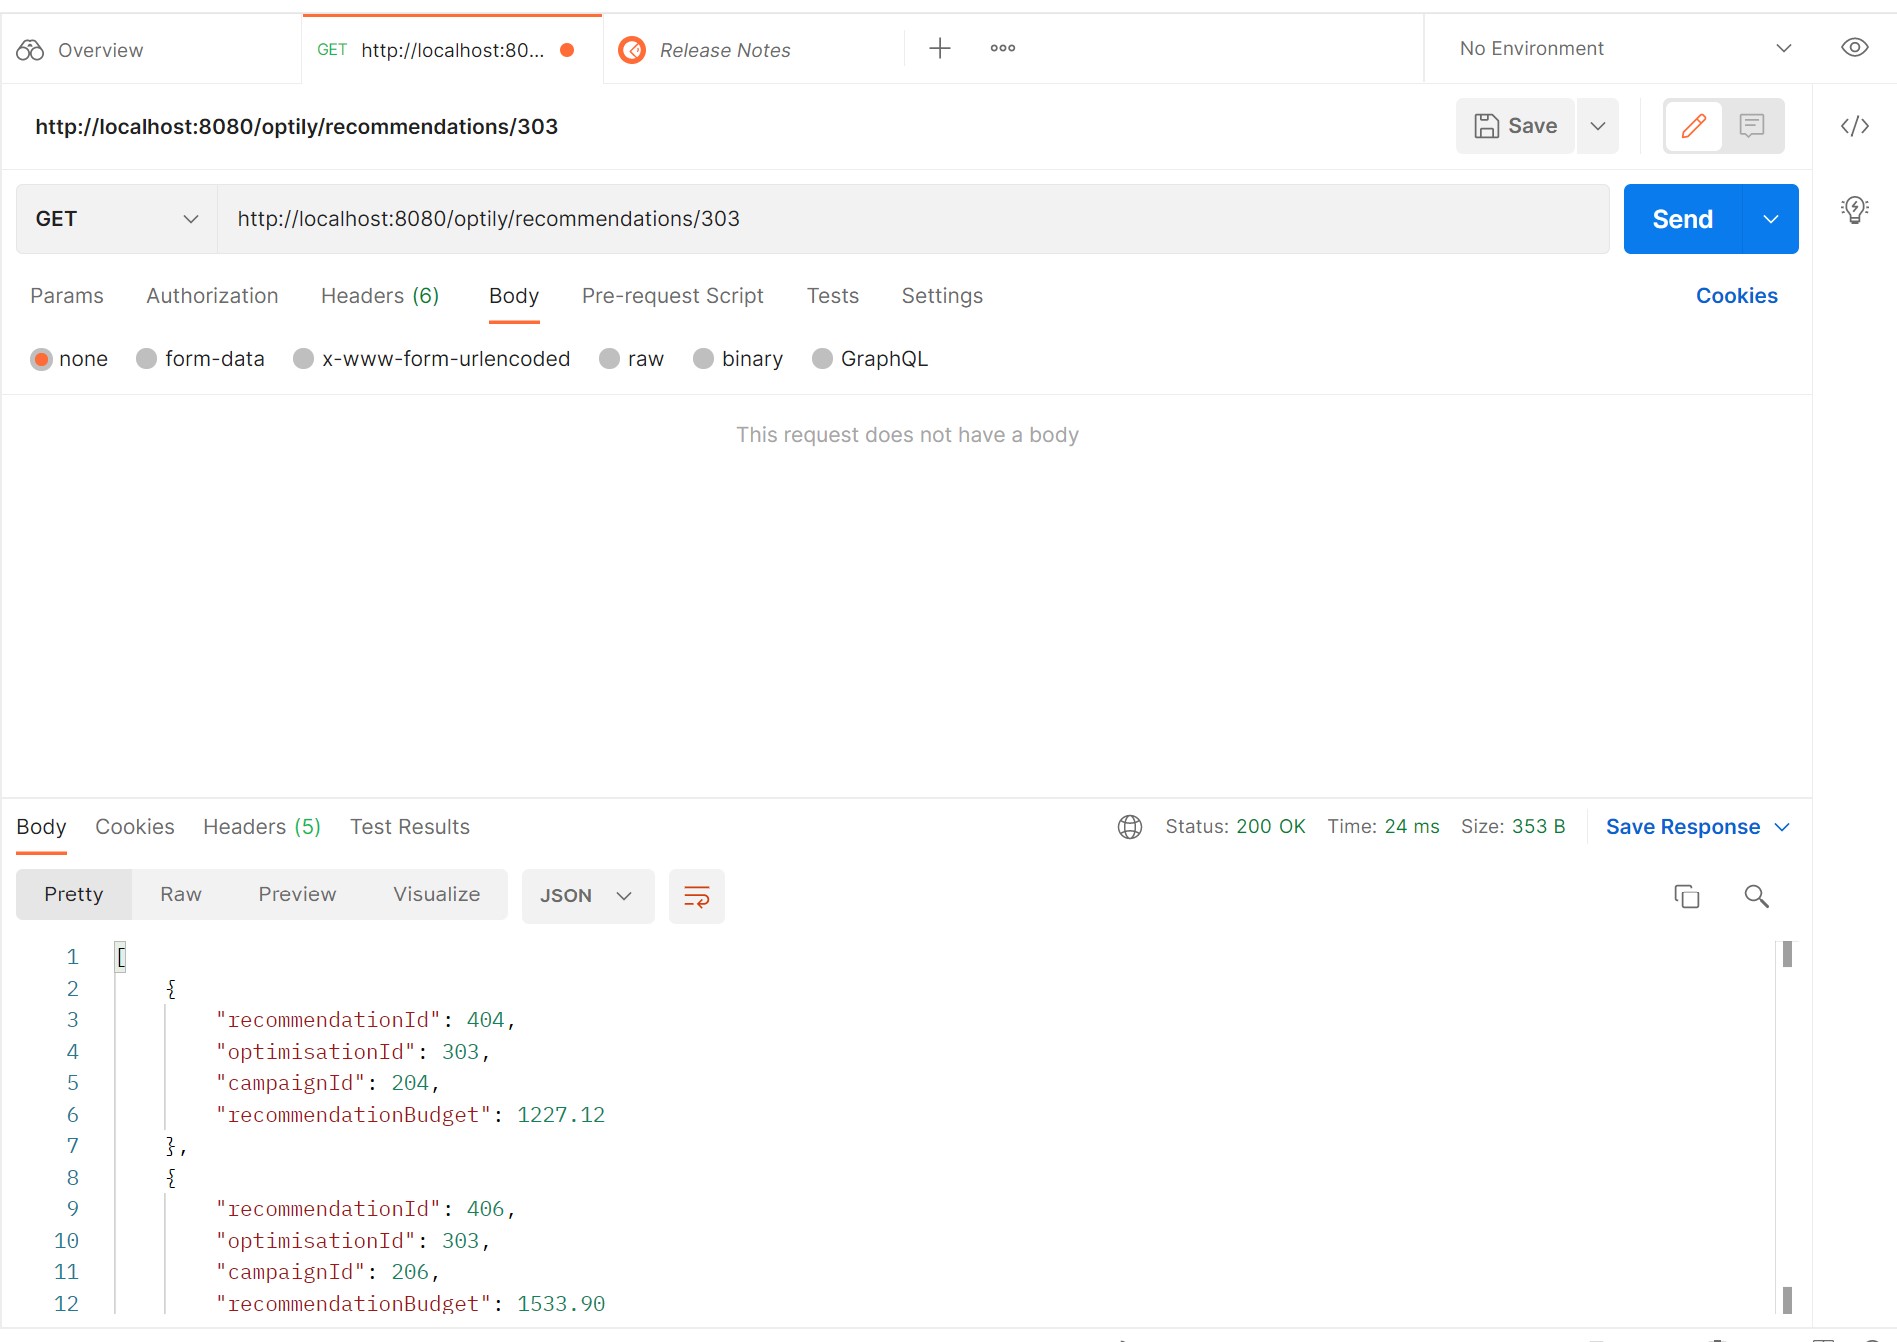 Overview
GET http://localhost:80...
Release Notes
No Environment
http://localhost:8080/optily/recommendations/303
Save
GET
http://localhost:8080/optily/recommendations/303
Send
Params Authorization Headers (6) Body Pre-request Script Tests Settings Cookies
none form-data x-www-form-urlencoded raw binary GraphQL
This request does not have a body
Body Cookies Headers (5) Test Results Status: 200 OK Time: 24 ms Size: 353 B Save Response
Pretty Raw Preview Visualize JSON
1 [
2 {
3 "recommendationId": 404,
4 "optimisationId": 303,
5 "campaignId": 204,
6 "recommendationBudget": 1227.12
7 },
8 {
9 "recommendationId": 406,
10 "optimisationId": 303,
11 "campaignId": 206,
12 "recommendationBudget": 1533.90